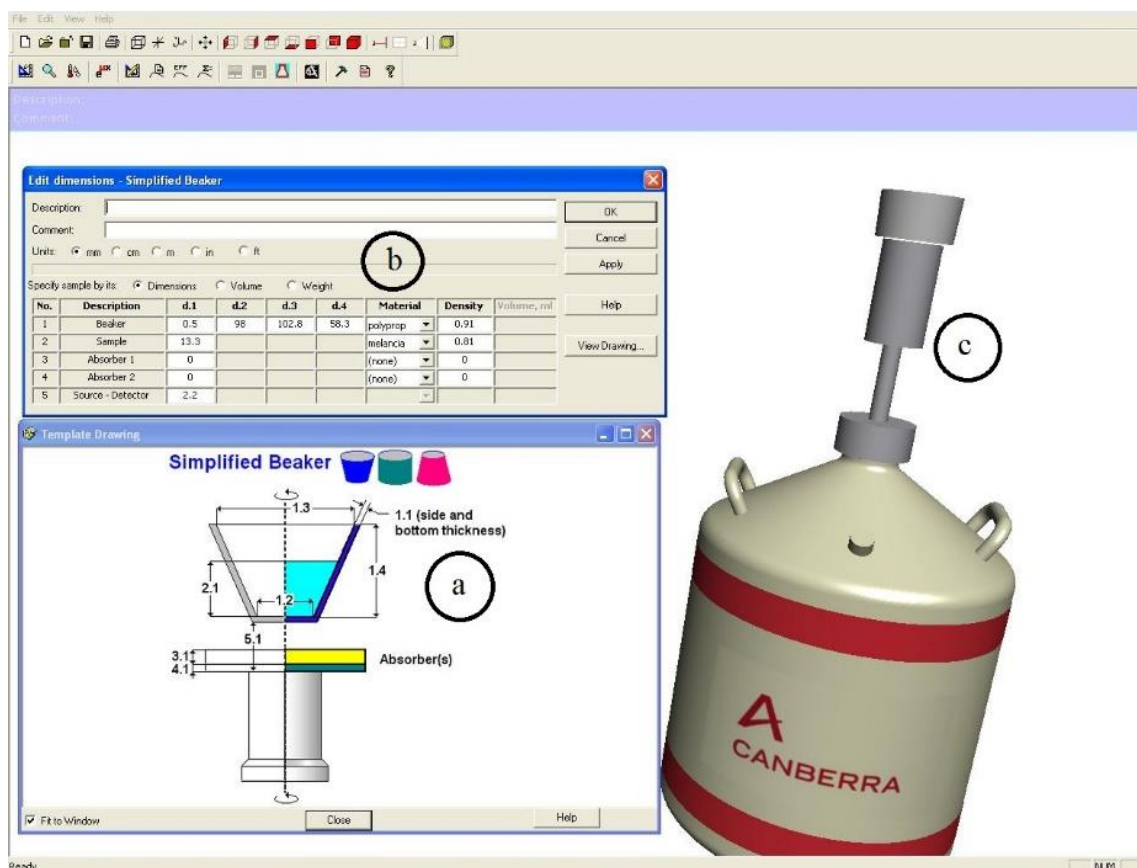 File Edit View Help
Description:
Comment:
Edit dimensions - Simplified Beaker
Description:
OK
Comment:
Cancel
Units: mm cm m in ft
b
Apply
Specify sample by its: Dimensions Volume Weight
No. Description d.1 d.2 d.3 d.4 Material Density Volume, ml
Help
1 Beaker 0.5 98 102.8 58.3 polyprop 0.91
2 Sample 13.3 melancia 0.81
View Drawing...
3 Absorber 1 0 (none) 0
4 Absorber 2 0 (none) 0
5 Source - Detector 2.2
c
Template Drawing
Simplified Beaker
1.3
1.1 (side and
bottom thickness)
1.4
2.1
1.2
a
5.1
3.1
4.1
Absorber(s)
Fit to Window
Close
Help
CANBERRA
Ready
NUM